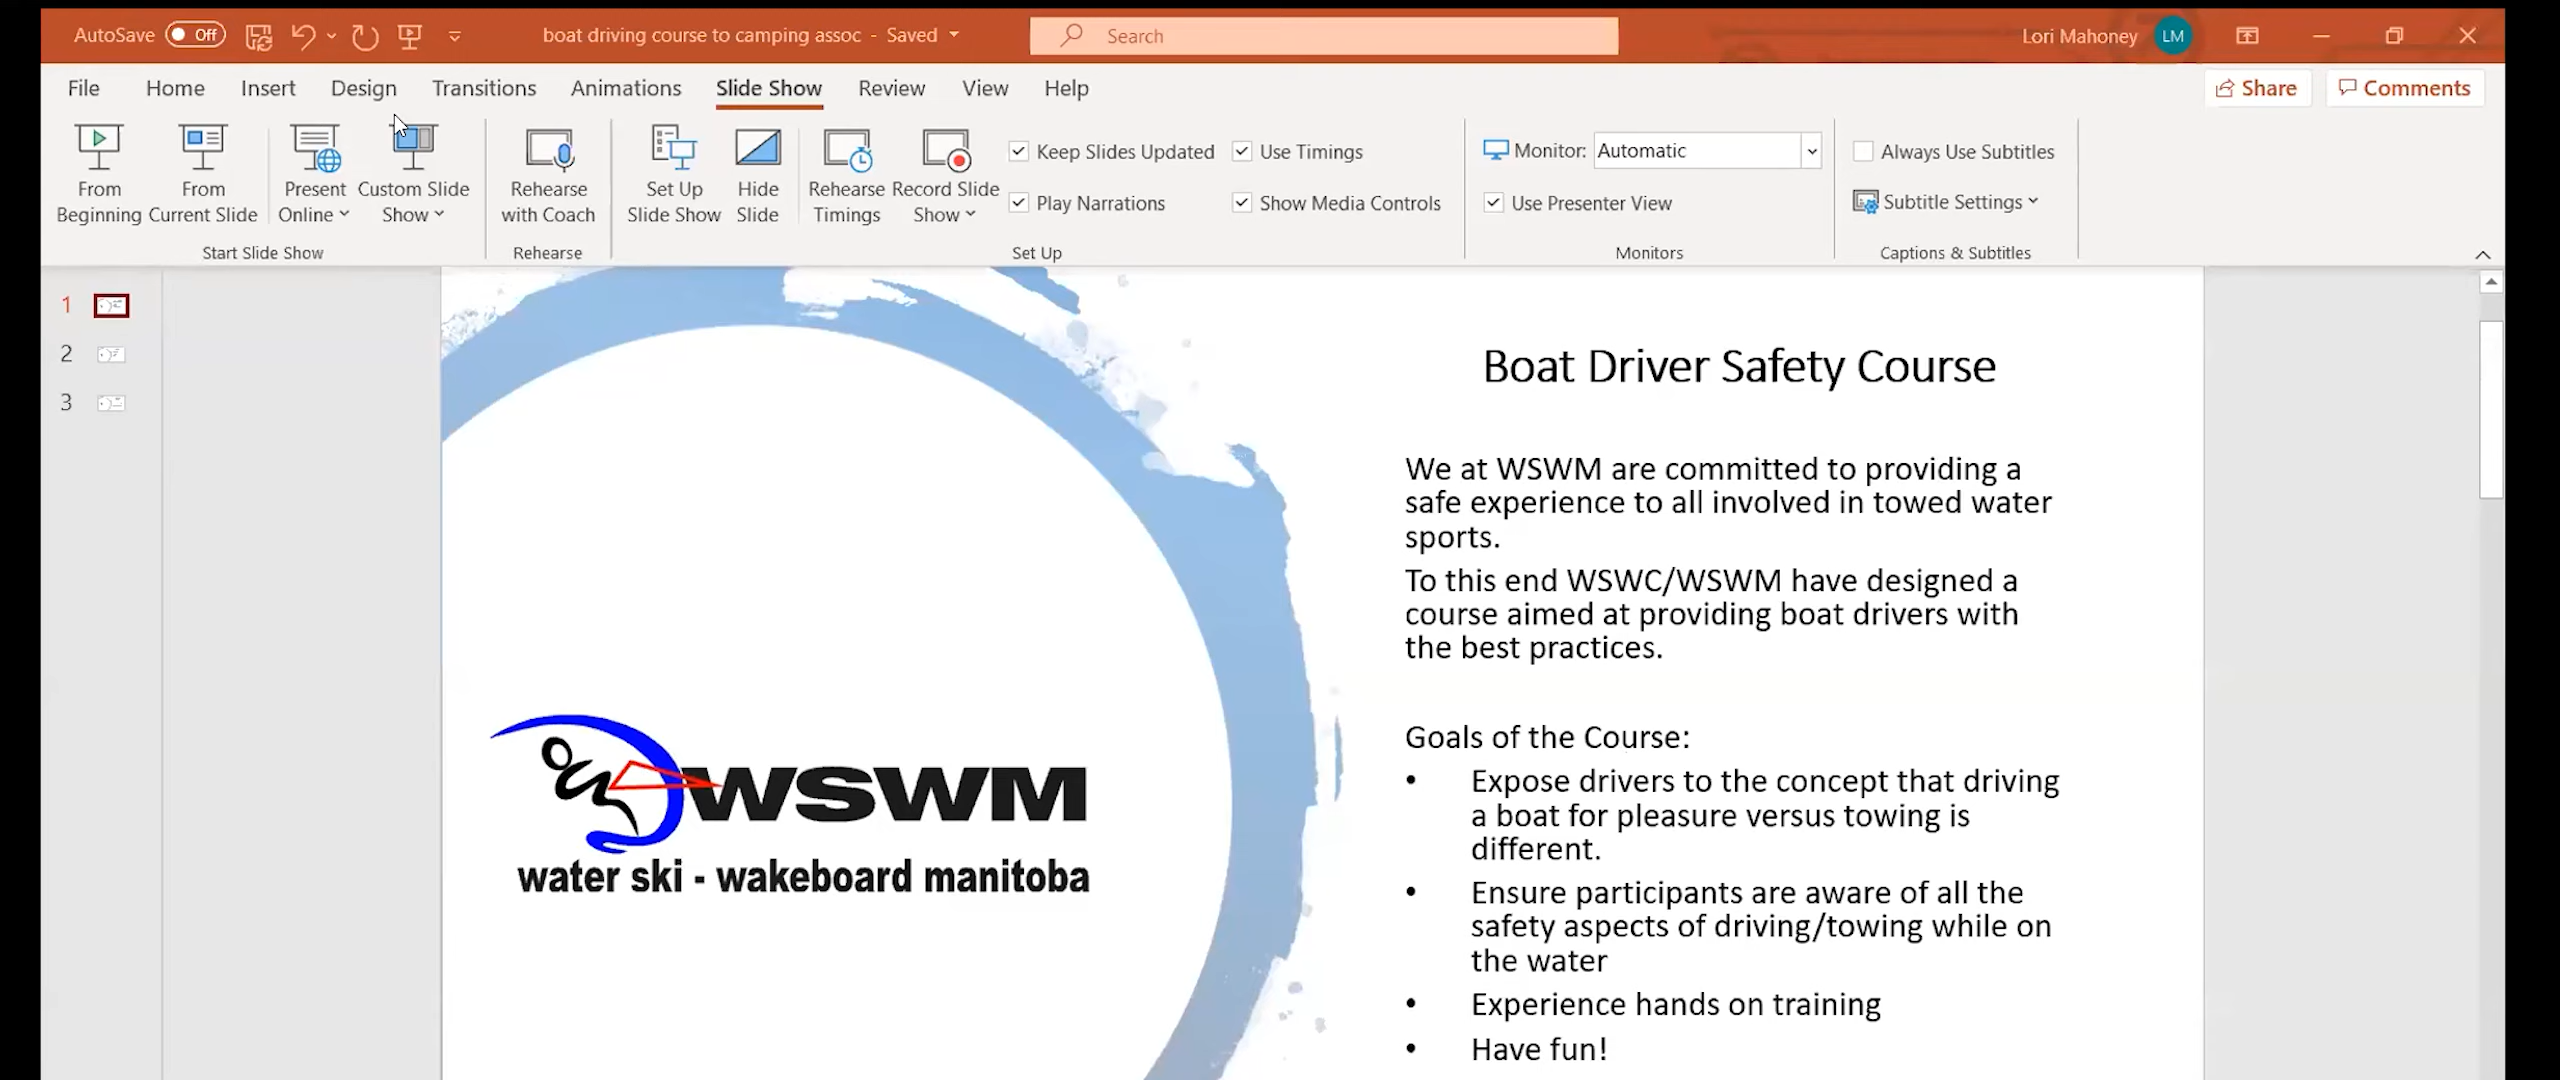 AutoSave Off boat driving course to camping assoc - Saved Search Lori Mahoney LM
File Home Insert Design Transitions Animations Slide Show Review View Help Share Comments
From Beginning
From Current Slide
Present Online
Custom Slide Show
Start Slide Show
Rehearse with Coach
Rehearse
Set Up Slide Show
Hide Slide
Rehearse Timings
Record Slide Show
Keep Slides Updated
Play Narrations
Use Timings
Show Media Controls
Set Up
Monitor: Automatic
Use Presenter View
Monitors
Always Use Subtitles
Subtitle Settings
Captions & Subtitles
1
2
3
WSWM
water ski - wakeboard manitoba
Boat Driver Safety Course
We at WSWM are committed to providing a
safe experience to all involved in towed water
sports.
To this end WSWC/WSWM have designed a
course aimed at providing boat drivers with
the best practices.
Goals of the Course:
• Expose drivers to the concept that driving
a boat for pleasure versus towing is
different.
• Ensure participants are aware of all the
safety aspects of driving/towing while on
the water
• Experience hands on training
• Have fun!